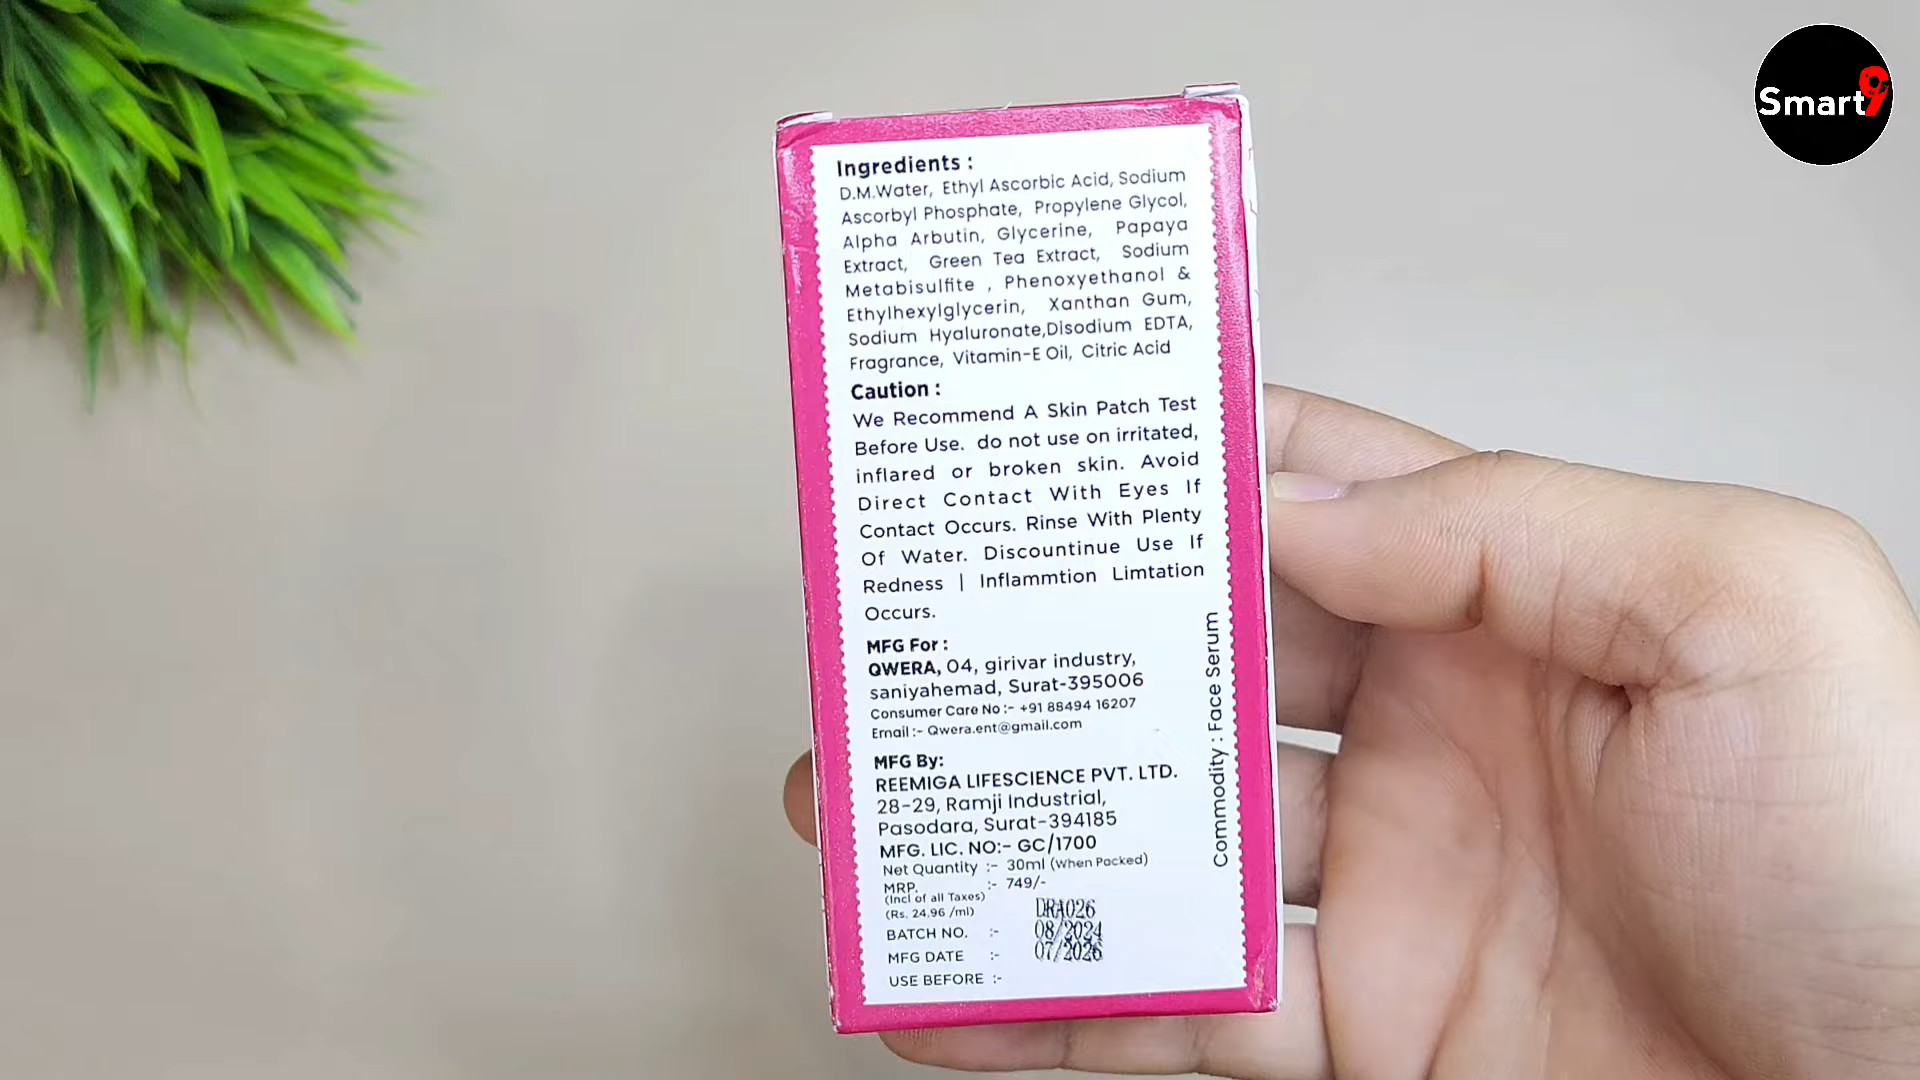 Smart9
Ingredients :
D.M.Water, Ethyl Ascorbic Acid, Sodium
Ascorbyl Phosphate, Propylene Glycol,
Alpha Arbutin, Glycerine, Papaya
Extract, Green Tea Extract, Sodium
Metabisulfite , Phenoxyethanol &
Ethylhexylglycerin, Xanthan Gum,
Sodium Hyaluronate,Disodium EDTA,
Fragrance, Vitamin-E Oil, Citric Acid
Caution :
We Recommend A Skin Patch Test
Before Use. do not use on irritated,
inflared or broken skin. Avoid
Direct Contact With Eyes If
Contact Occurs. Rinse With Plenty
Of Water. Discountinue Use If
Redness | Inflammtion Limtation
Occurs.
MFG For :
QWERA, 04, girivar industry,
saniyahemad, Surat-395006
Consumer Care No :- +91 88494 16207
Email :- Qwera.ent@gmail.com
MFG By:
REEMIGA LIFESCIENCE PVT. LTD.
28-29, Ramji Industrial,
Pasodara, Surat-394185
MFG. LIC. NO:- GC/1700
Net Quantity :- 30ml (When Packed)
MRP. :- 749/-
(Incl of all Taxes)
(Rs. 24.96 /ml)
DRA026
BATCH NO. :- 08/2024
MFG DATE :- 07/2026
USE BEFORE :-
Commodity : Face Serum